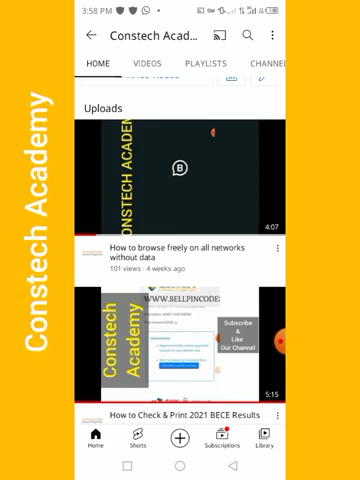 3:58 PM
Constech Acad...
HOME VIDEOS PLAYLISTS CHANNEL
Uploads
CONSTECH ACADEM
B
4:07
How to browse freely on all networks
without data
101 views · 4 weeks ago
WWW.SELLPINCODE
Constech
Academy
Subscribe
&
Like
Our Channel
5:15
How to Check & Print 2021 BECE Results
Home Shorts Subscriptions Library
Constech Academy
Constech Academy